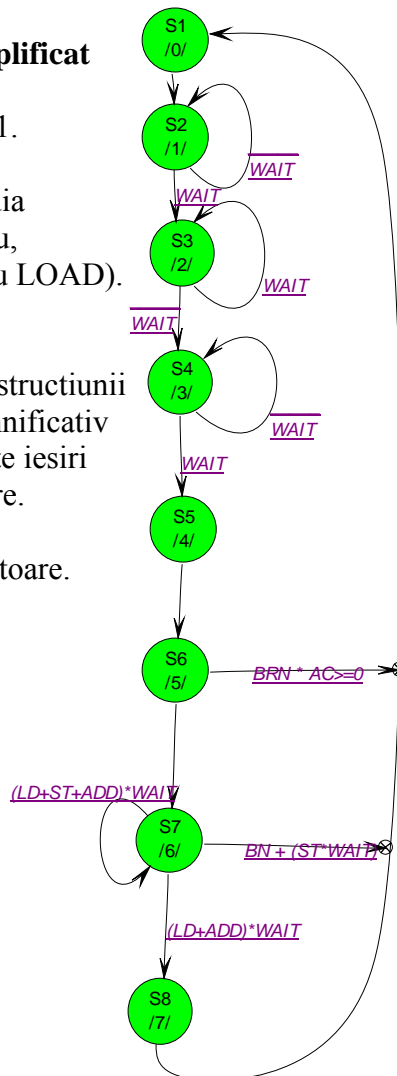 S1
/0/
plificat
S2
/1/
1.
WAIT
ia
WAIT
u,
S3
/2/
u LOAD).
WAIT
WAIT
structiunii
S4
/3/
nnificativ
WAIT
te iesiri
WAIT
re.
S5
/4/
toare.
S6
/5/
BRN * AC>=0
(LD+ST+ADD)*WAIT
S7
/6/
BN + (ST*WAIT)
(LD+ADD)*WAIT
S8
/7/